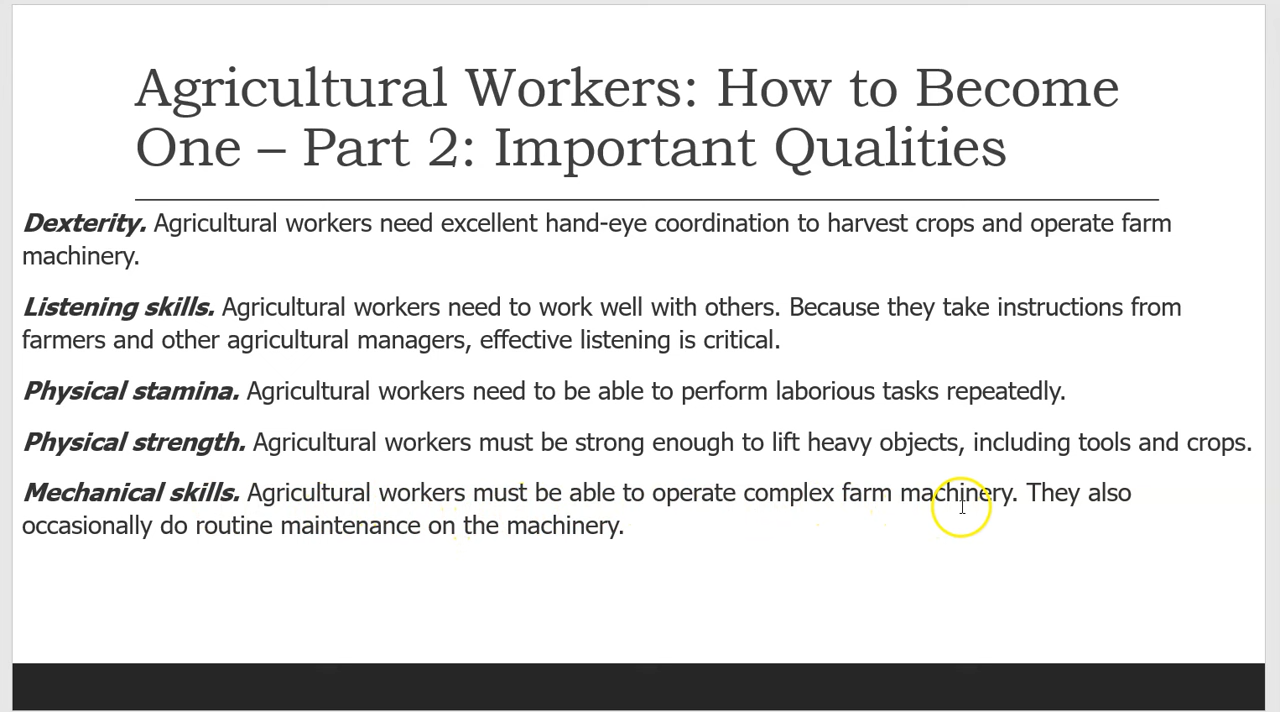 Agricultural Workers: How to Become
One – Part 2: Important Qualities
Dexterity. Agricultural workers need excellent hand-eye coordination to harvest crops and operate farm
machinery.
Listening skills. Agricultural workers need to work well with others. Because they take instructions from
farmers and other agricultural managers, effective listening is critical.
Physical stamina. Agricultural workers need to be able to perform laborious tasks repeatedly.
Physical strength. Agricultural workers must be strong enough to lift heavy objects, including tools and crops.
Mechanical skills. Agricultural workers must be able to operate complex farm machinery. They also
occasionally do routine maintenance on the machinery.